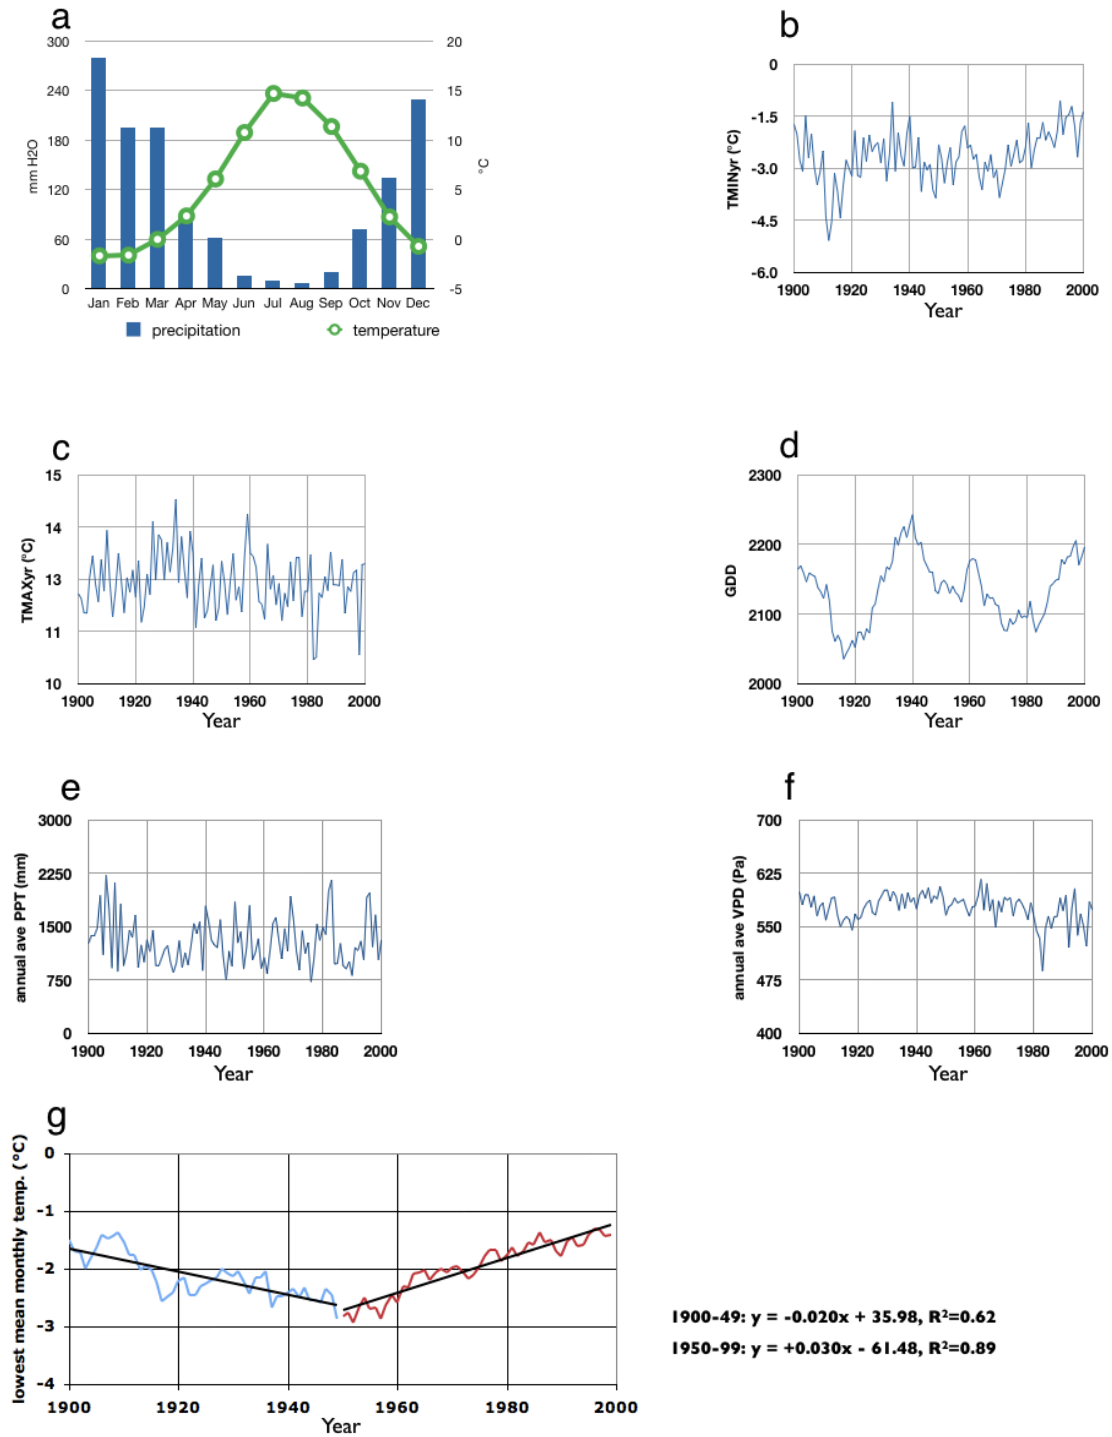 a
300
240
180
120
60
0
mm H2O
20
15
10
5
0
-5
°C
Jan Feb Mar Apr May Jun Jul Aug Sep Oct Nov Dec
precipitation temperature
b
0
-1.5
-3.0
-4.5
-6.0
TMINyr (°C)
1900 1920 1940 1960 1980 2000
Year
c
15
14
13
11
10
TMAXyr (°C)
1900 1920 1940 1960 1980 2000
Year
d
2300
2200
2100
2000
GDD
1900 1920 1940 1960 1980 2000
Year
e
3000
2250
1500
750
0
annual ave PPT (mm)
1900 1920 1940 1960 1980 2000
Year
f
700
625
550
475
400
annual ave VPD (Pa)
1900 1920 1940 1960 1980 2000
Year
g
0
-1
-2
-3
-4
lowest mean monthly temp. (°C)
1900 1920 1940 1960 1980 2000
Year
1900-49: y = -0.020x + 35.98, R²=0.62
1950-99: y = +0.030x - 61.48, R²=0.89